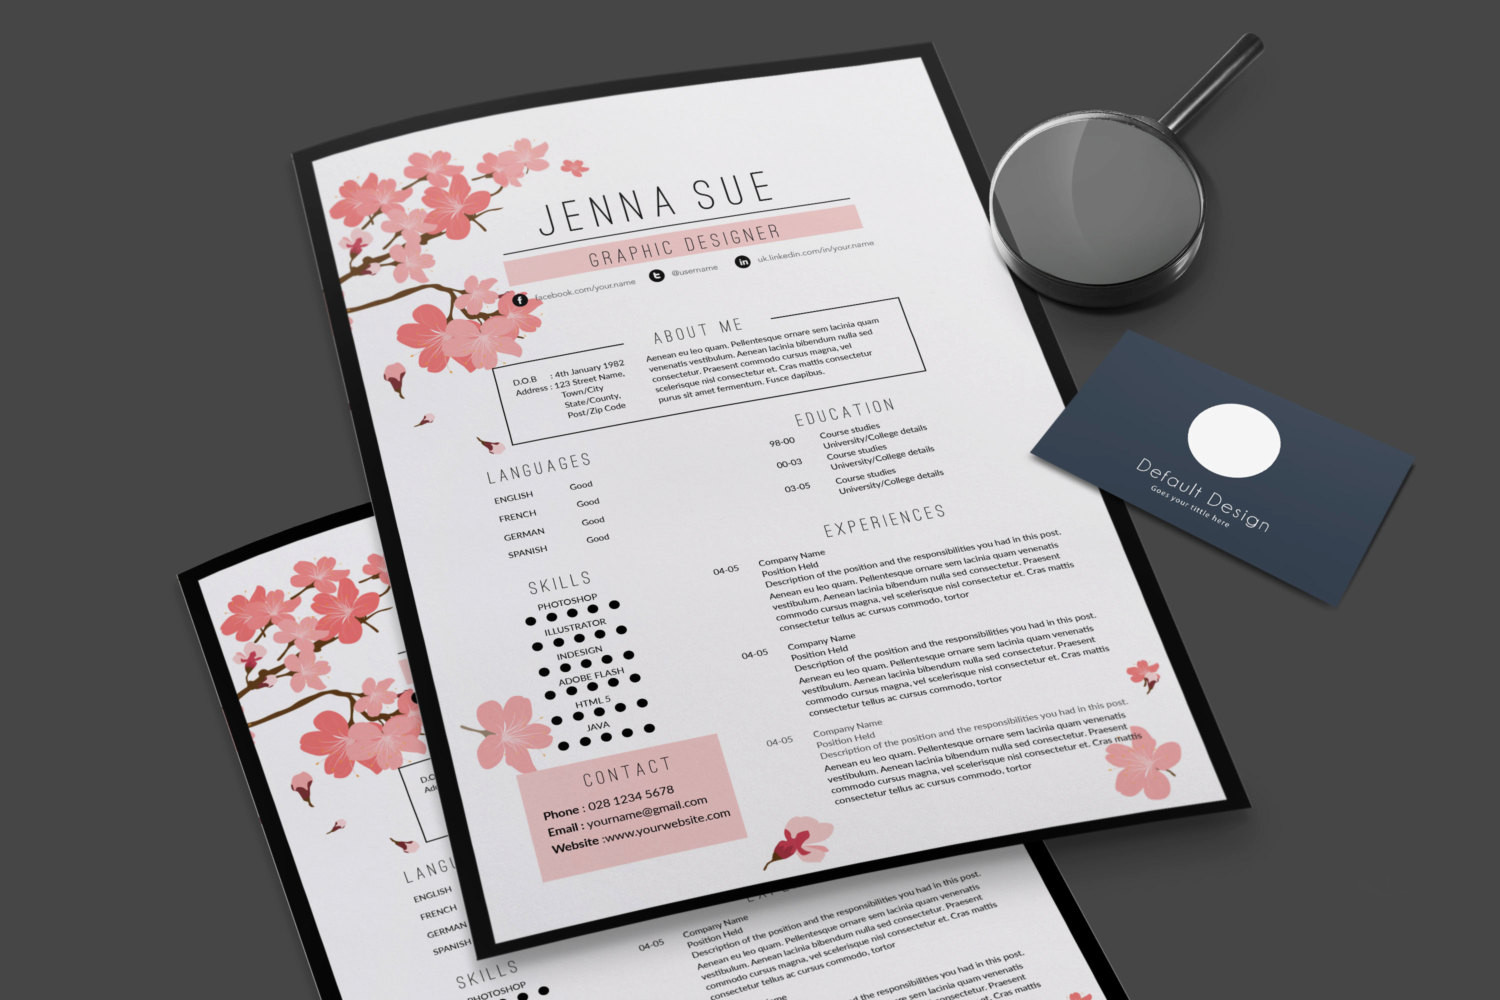 JENNA SUE
GRAPHIC DESIGNER
facebook.com/your.name
@username
uk.linkedin.com/in/your.name
ABOUT ME
D.O.B : 4th January 1982
Address : 123 Street Name,
Town/City
State/County,
Post/Zip Code
Aenean eu leo quam. Pellentesque ornare sem lacinia quam
venenatis vestibulum. Aenean lacinia bibendum nulla sed
consectetur. Praesent commodo cursus magna, vel
scelerisque nisl consectetur et. Cras mattis consectetur
purus sit amet fermentum. Fusce dapibus.
LANGUAGES
ENGLISH Good
FRENCH Good
GERMAN Good
SPANISH Good
SKILLS
PHOTOSHOP
ILLUSTRATOR
INDESIGN
ADOBE FLASH
HTML 5
JAVA
CONTACT
Phone : 028 1234 5678
Email : yourname@gmail.com
Website :www.yourwebsite.com
EDUCATION
98-00 Course studies
University/College details
00-03 Course studies
University/College details
03-05 Course studies
University/College details
EXPERIENCES
04-05 Company Name
Position Held
Description of the position and the responsibilities you had in this post.
Aenean eu leo quam. Pellentesque ornare sem lacinia quam venenatis
vestibulum. Aenean lacinia bibendum nulla sed consectetur. Praesent
commodo cursus magna, vel scelerisque nisl consectetur et. Cras mattis
consectetur tellus ac cursus commodo, tortor
04-05 Company Name
Position Held
Description of the position and the responsibilities you had in this post.
Aenean eu leo quam. Pellentesque ornare sem lacinia quam venenatis
vestibulum. Aenean lacinia bibendum nulla sed consectetur. Praesent
commodo cursus magna, vel scelerisque nisl consectetur et. Cras mattis
consectetur tellus ac cursus commodo, tortor
04-05 Company Name
Position Held
Description of the position and the responsibilities you had in this post.
Aenean eu leo quam. Pellentesque ornare sem lacinia quam venenatis
vestibulum. Aenean lacinia bibendum nulla sed consectetur. Praesent
commodo cursus magna, vel scelerisque nisl consectetur et. Cras mattis
consectetur tellus ac cursus commodo, tortor
Default Design
Goes your tittle here
LANGU
ENGLISH
FRENCH
GERMAN
SPANISH
SKILLS
PHOTOSHOP
04-05 Company Name
Position Held
Description of the position and the responsibilities you had in this post.
Aenean eu leo quam. Pellentesque ornare sem lacinia quam venenatis
vestibulum. Aenean lacinia bibendum nulla sed consectetur. Praesent
commodo cursus magna, vel scelerisque nisl consectetur et. Cras mattis
consectetur tellus ac cursus commodo, tortor
04-05 Company Name
Position Held
Description of the position and the responsibilities you had in this post.
Aenean eu leo quam. Pellentesque ornare sem lacinia quam venenatis